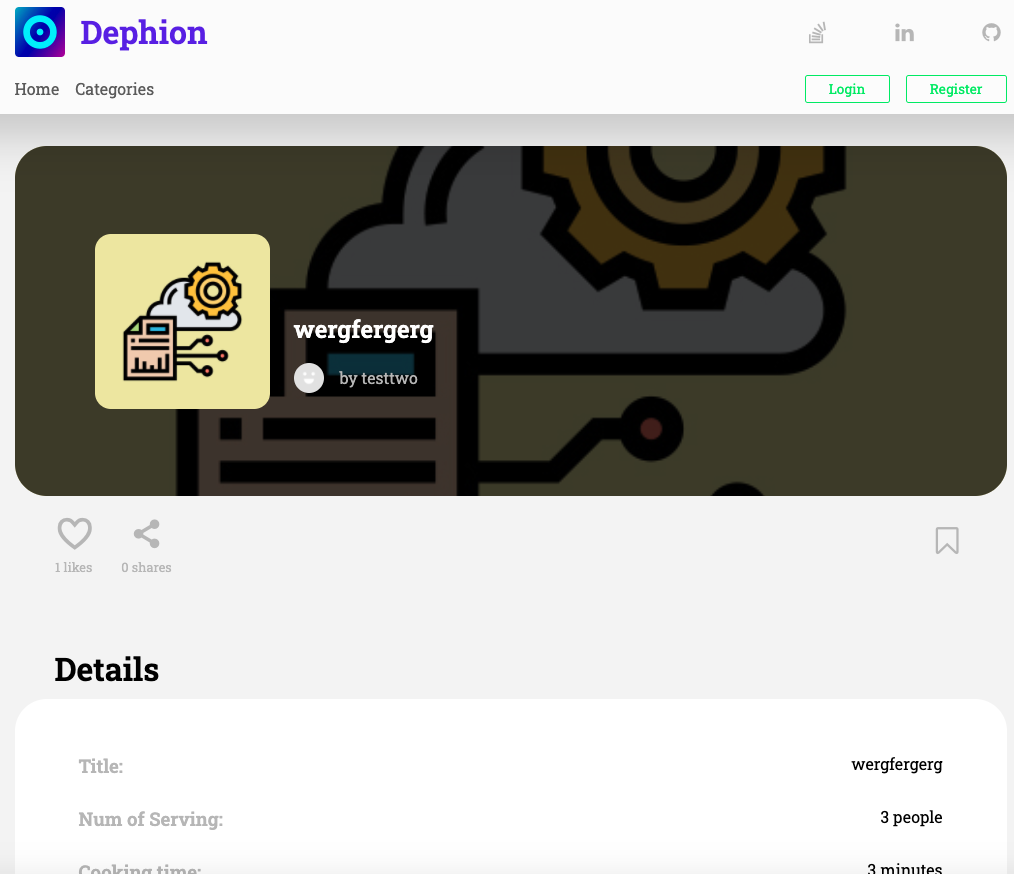 Dephion
Home Categories
Login Register
wergfergerg
by testtwo
1 likes 0 shares
Details
Title: wergfergerg
Num of Serving: 3 people
Cooking time: 3 minutes